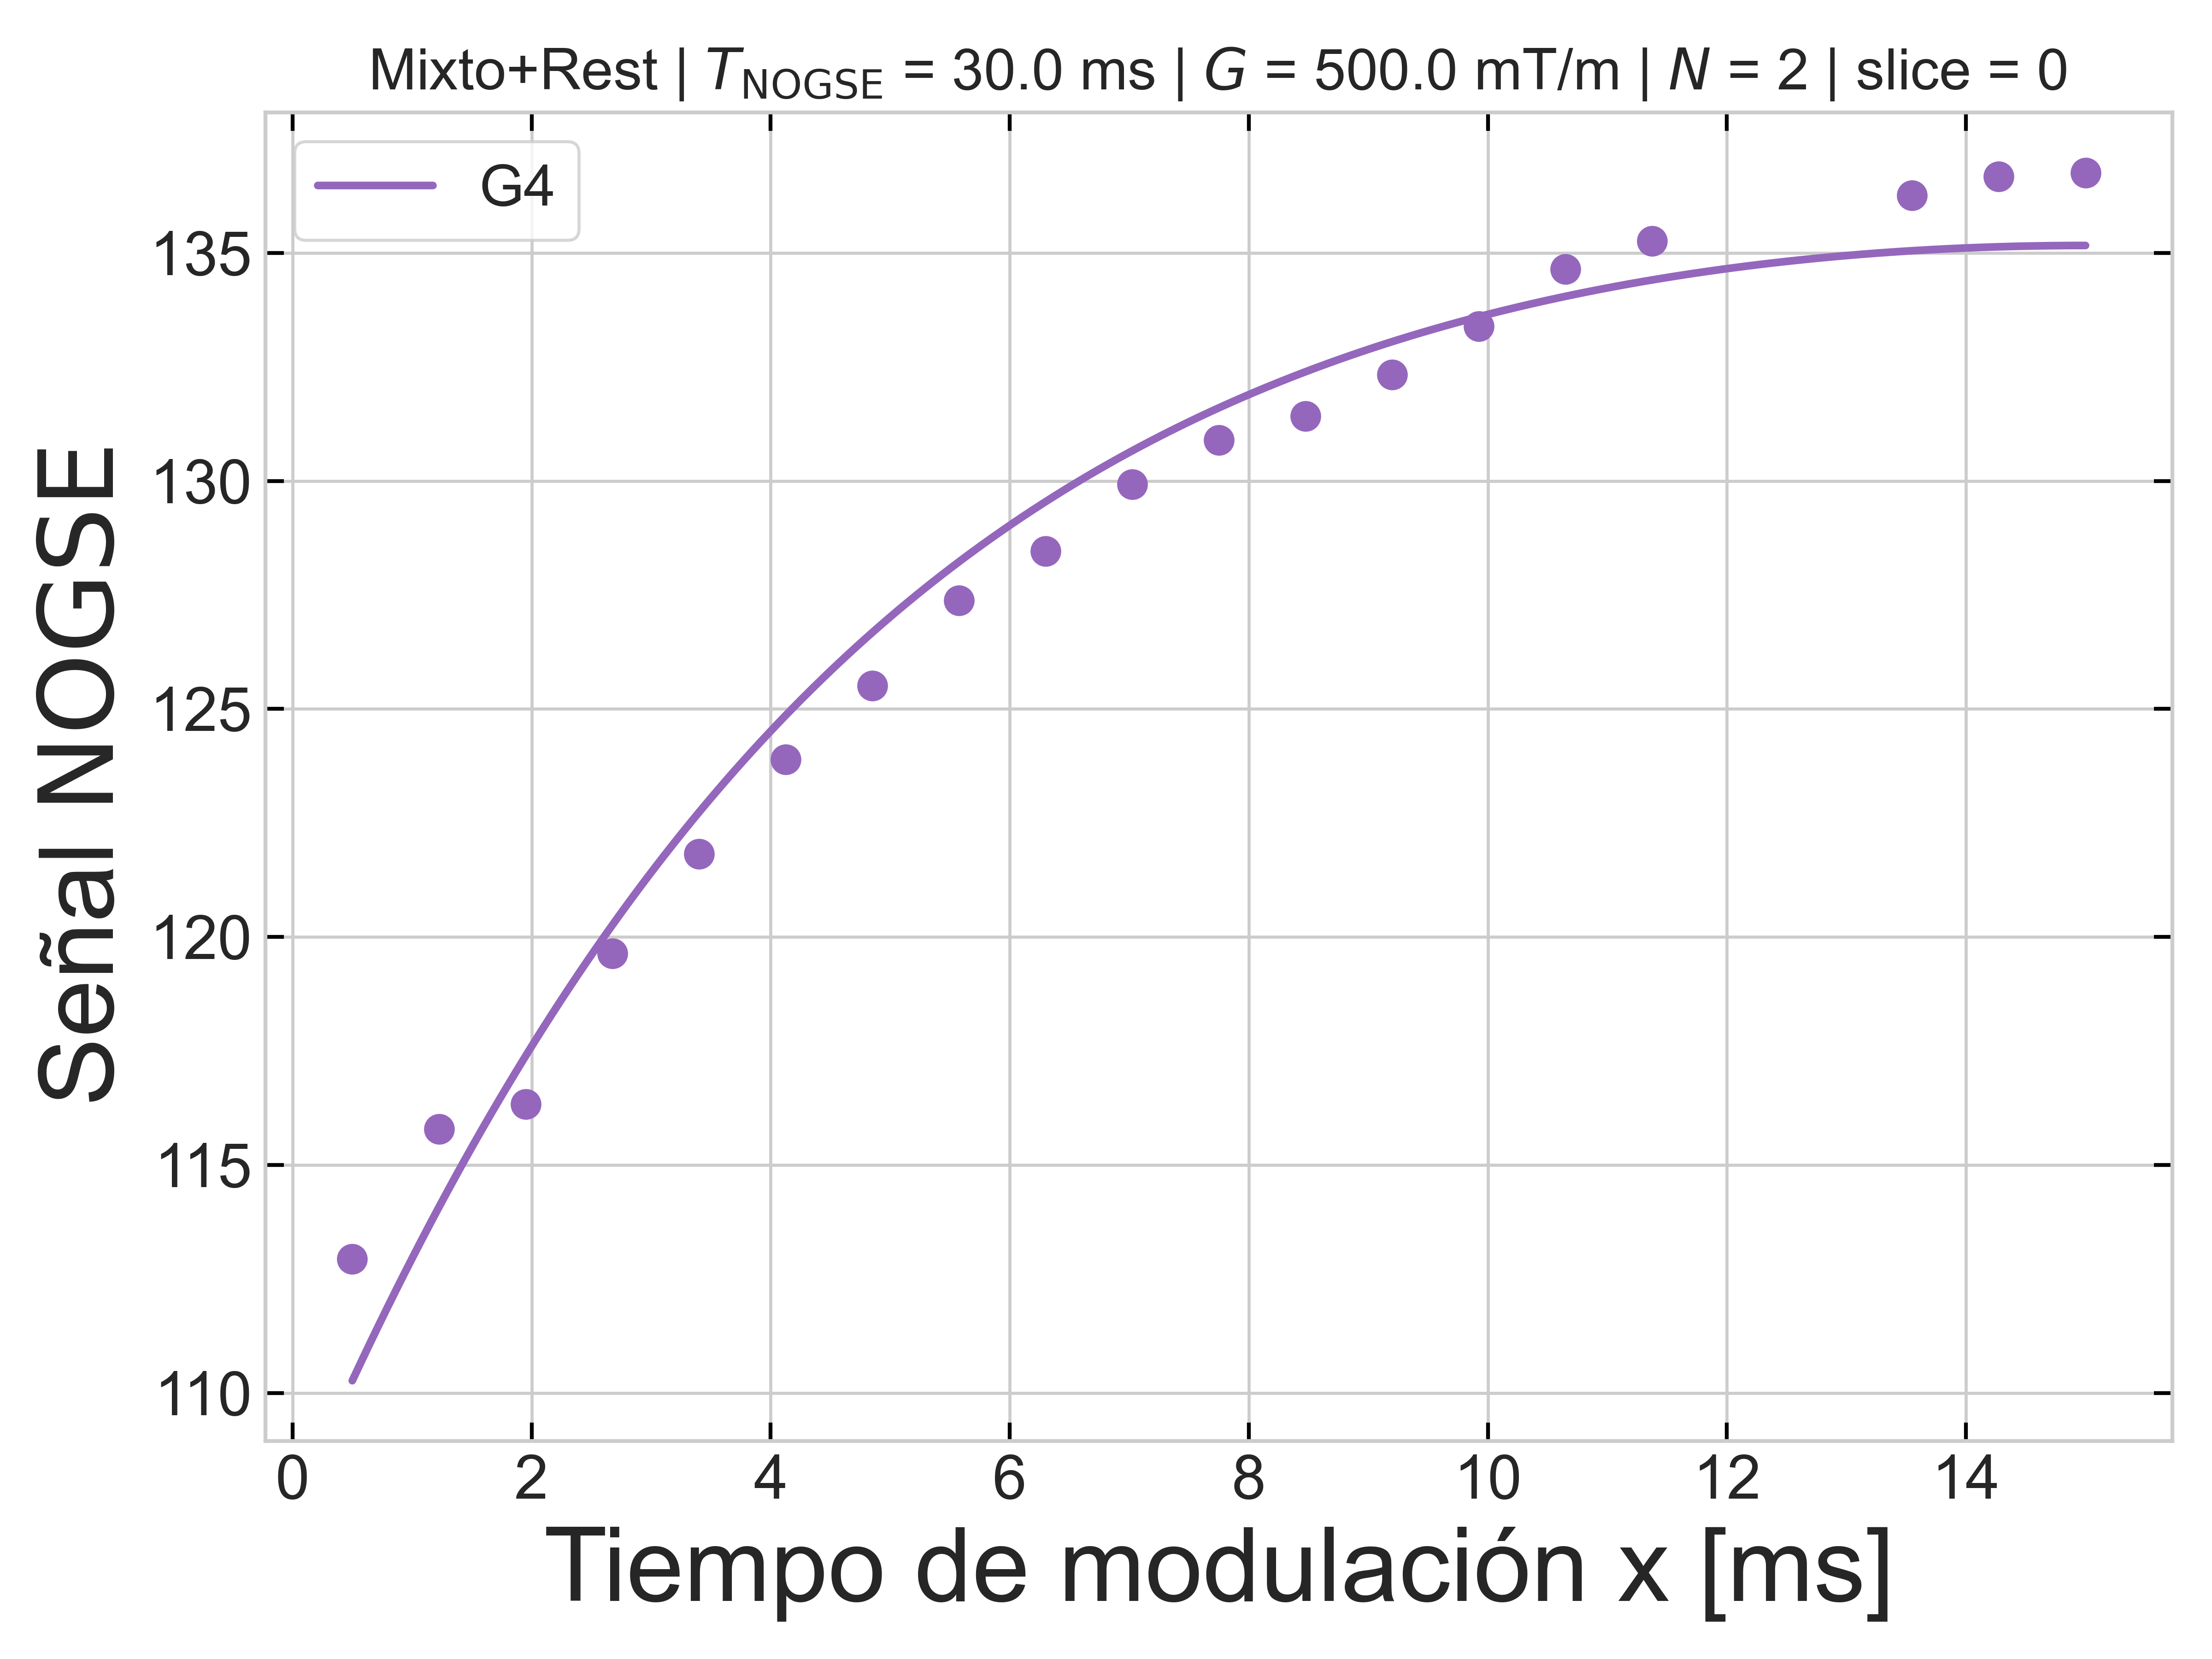 Mixto+Rest | T_NOGSE = 30.0 ms | G = 500.0 mT/m | N = 2 | slice = 0
G4
Señal NOGSE
135
130
125
120
115
110
0 2 4 6 8 10 12 14
Tiempo de modulación x [ms]